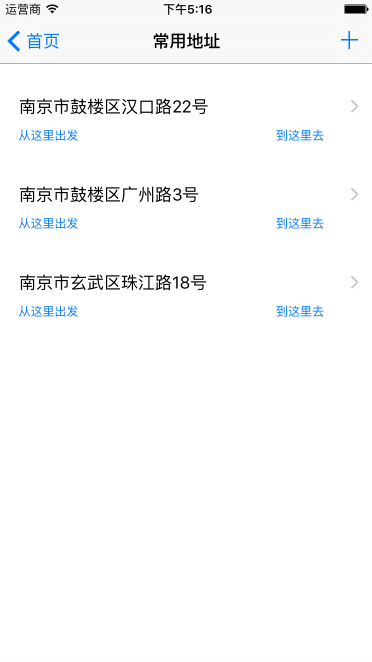 运营商 下午5:16
首页 常用地址
南京市鼓楼区汉口路22号
从这里出发 到这里去
南京市鼓楼区广州路3号
从这里出发 到这里去
南京市玄武区珠江路18号
从这里出发 到这里去